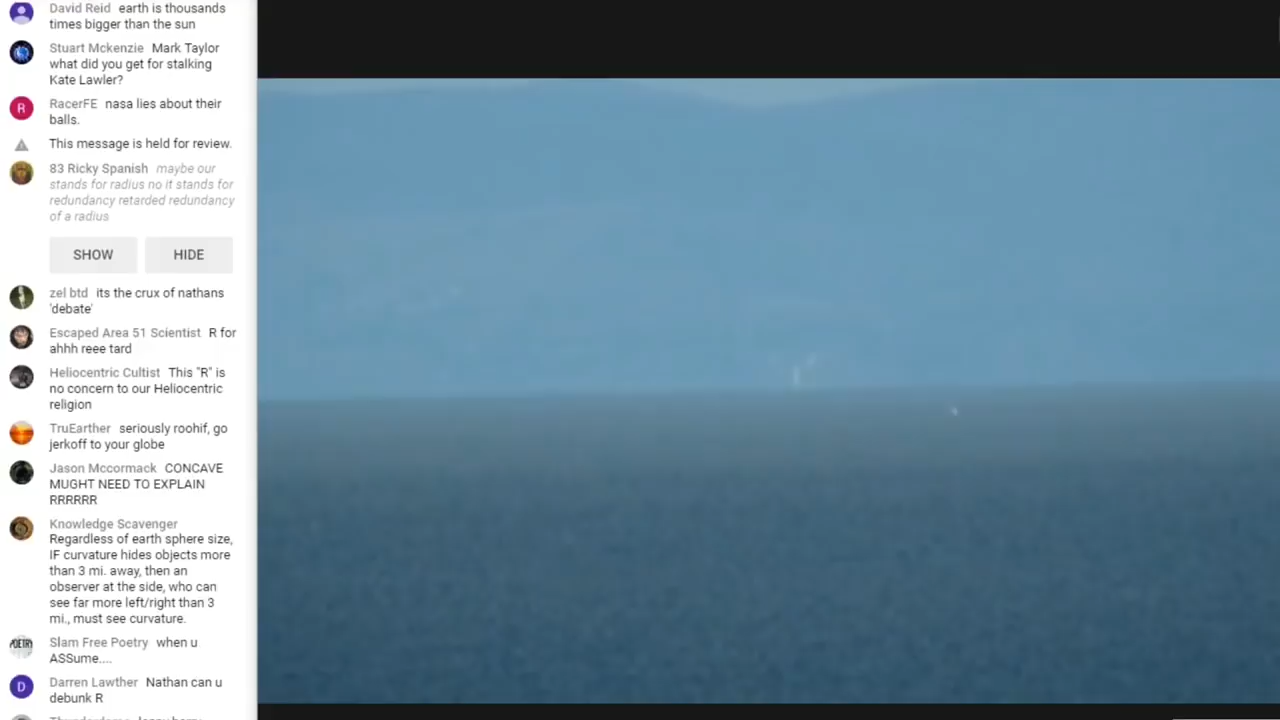 David Reid earth is thousands
times bigger than the sun
Stuart Mckenzie Mark Taylor
what did you get for stalking
Kate Lawler?
R RacerFE nasa lies about their
balls.
This message is held for review.
83 Ricky Spanish maybe our
stands for radius no it stands for
redundancy retarded redundancy
of a radius
SHOW HIDE
zel btd its the crux of nathans
'debate'
Escaped Area 51 Scientist R for
ahhh reee tard
Heliocentric Cultist This "R" is
no concern to our Heliocentric
religion
TruEarther seriously roohif, go
jerkoff to your globe
Jason Mccormack CONCAVE
MUGHT NEED TO EXPLAIN
RRRRRR
Knowledge Scavenger
Regardless of earth sphere size,
IF curvature hides objects more
than 3 mi. away, then an
observer at the side, who can
see far more left/right than 3
mi., must see curvature.
POETRY Slam Free Poetry when u
ASSume....
D Darren Lawther Nathan can u
debunk R